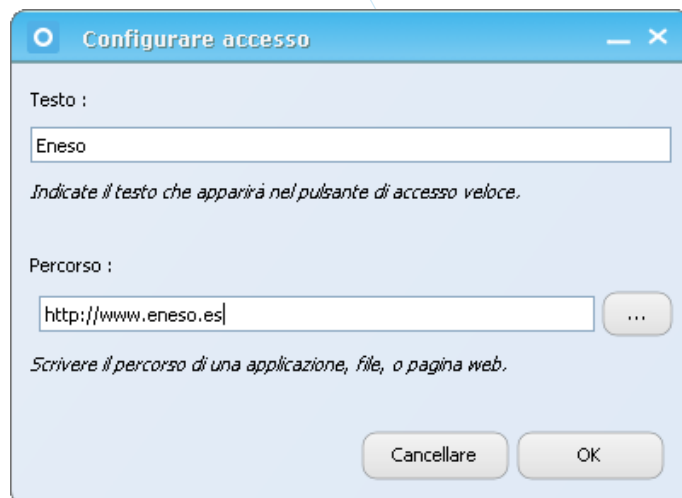 Configurare accesso
Testo :
Eneso
Indicate il testo che apparirà nel pulsante di accesso veloce.
Percorso :
http://www.eneso.es
...
Scrivere il percorso di una applicazione, file, o pagina web.
Cancellare OK